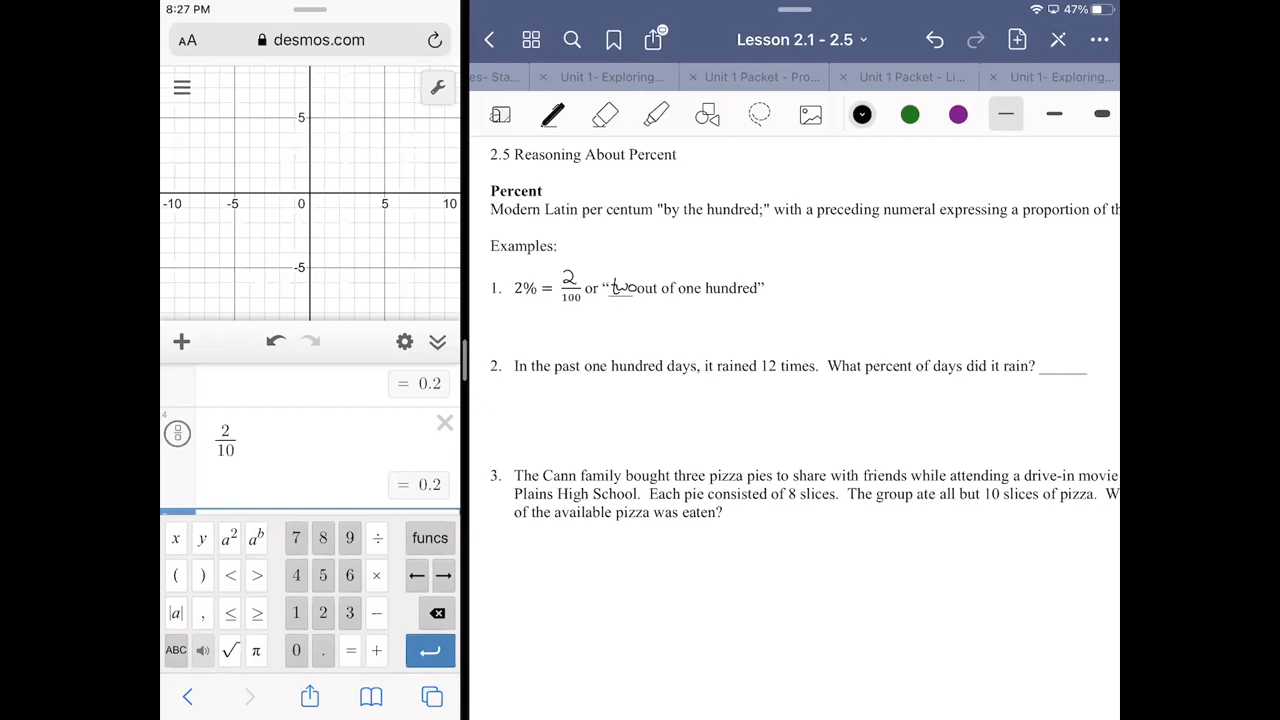 8:27 PM
47%
AA
desmos.com
Lesson 2.1 - 2.5
es- Sta...
Unit 1- Exploring...
Unit 1 Packet - Pro...
Unit 1 Packet - Li...
Unit 1- Exploring...
5
-10
-5
0
5
10
-5
= 0.2
4
2
10
= 0.2
x y a² aᵇ 7 8 9 ÷ funcs
( ) < > 4 5 6 × ← →
|a| , ≤ ≥ 1 2 3 −
ABC √ π 0 . = +
2.5 Reasoning About Percent
Percent
Modern Latin per centum "by the hundred;" with a preceding numeral expressing a proportion of
Examples:
1. 2% = 2/100 or “two out of one hundred”
2. In the past one hundred days, it rained 12 times. What percent of days did it rain? ______
3. The Cann family bought three pizza pies to share with friends while attending a drive-in movie
Plains High School. Each pie consisted of 8 slices. The group ate all but 10 slices of pizza.
of the available pizza was eaten?